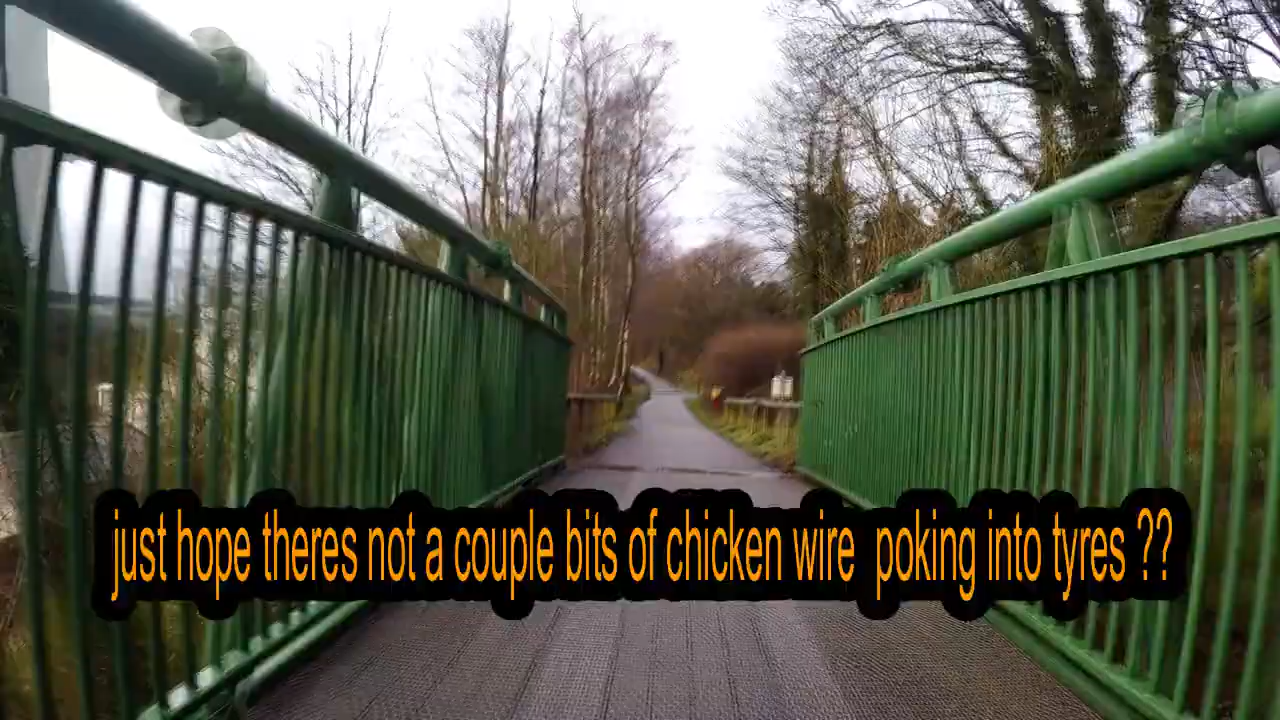 just hope theres not a couple bits of chicken wire  poking into tyres ??